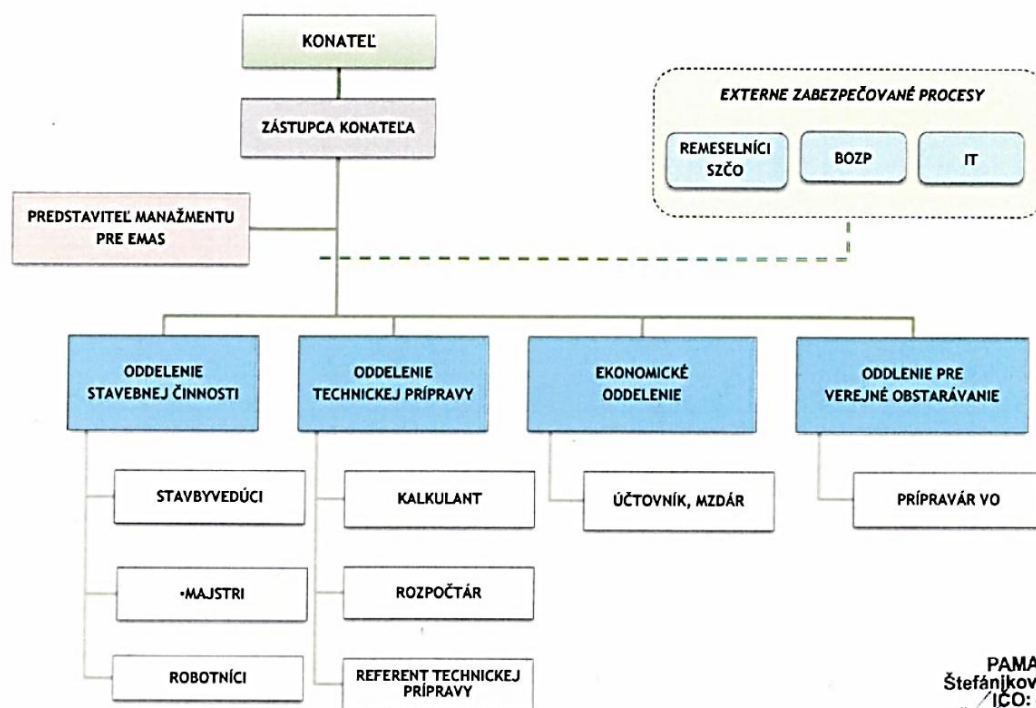 KONATEĽ
ZÁSTUPCA KONATEĽA
EXTERNE ZABEZPEČOVANÉ PROCESY
REMESELNÍCI
SZČO
BOZP
IT
PREDSTAVITEĽ MANAŽMENTU
PRE EMAS
ODDELENIE
STAVEBNEJ ČINNOSTI
ODDELENIE
TECHNICKEJ PRÍPRAVY
EKONOMICKÉ
ODDELENIE
ODDLENIE PRE
VEREJNÉ OBSTARÁVANIE
STAVBYVEDÚCI
KALKULANT
ÚČTOVNÍK, MZDÁR
PRÍPRAVÁR VO
•MAJSTRI
ROZPOČTÁR
ROBOTNÍCI
REFERENT TECHNICKEJ
PRÍPRAVY
PAMA
Štefánikov
IČO: